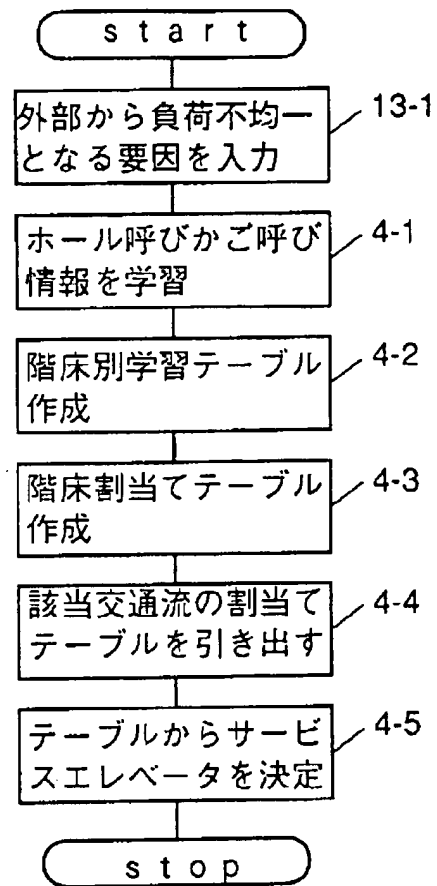 start
外部から負荷不均一
となる要因を入力
13-1
ホール呼びかご呼び
情報を学習
4-1
階床別学習テーブル
作成
4-2
階床割当てテーブル
作成
4-3
該当交通流の割当て
テーブルを引き出す
4-4
テーブルからサービ
スエレベータを決定
4-5
stop